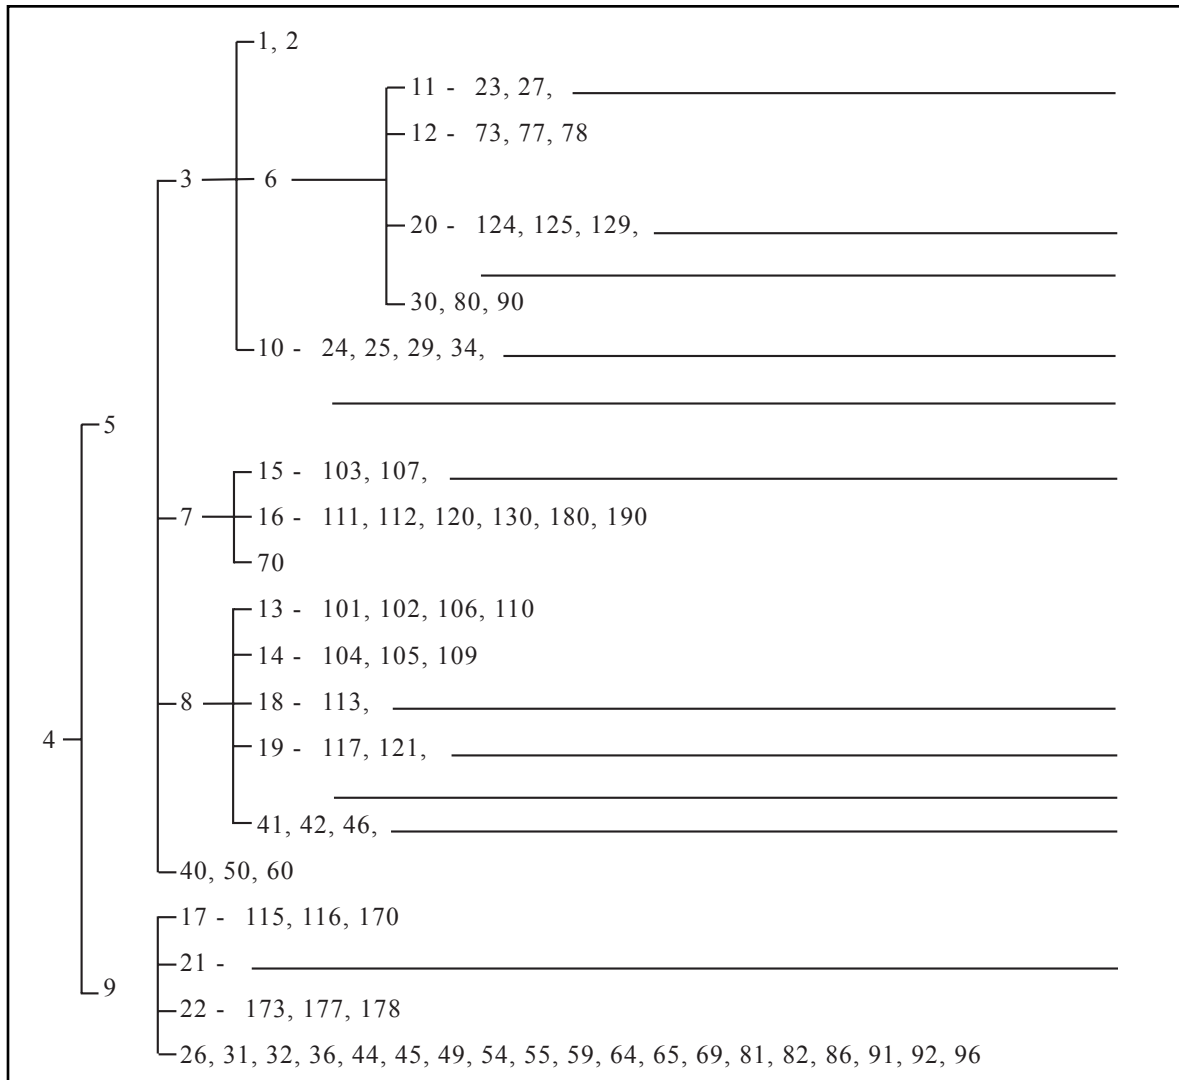 1, 2
11 - 23, 27,
12 - 73, 77, 78
3 6
20 - 124, 125, 129,
30, 80, 90
10 - 24, 25, 29, 34,
5
15 - 103, 107,
7 16 - 111, 112, 120, 130, 180, 190
70
13 - 101, 102, 106, 110
14 - 104, 105, 109
8 18 - 113,
4 19 - 117, 121,
41, 42, 46,
40, 50, 60
17 - 115, 116, 170
21 -
9
22 - 173, 177, 178
26, 31, 32, 36, 44, 45, 49, 54, 55, 59, 64, 65, 69, 81, 82, 86, 91, 92, 96